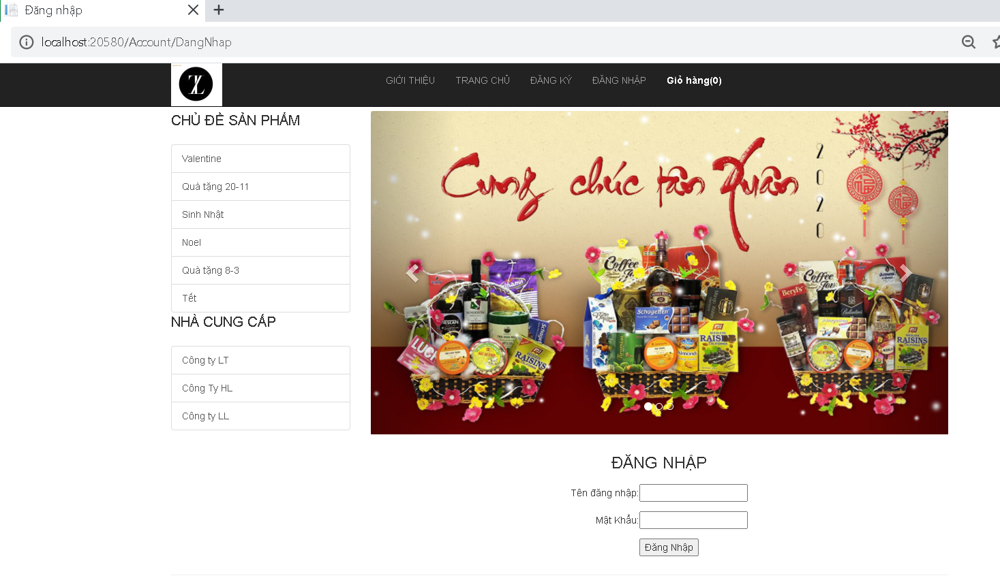 Đăng nhập
localhost:20580/Account/DangNhap
GIỚI THIỆU TRANG CHỦ ĐĂNG KÝ ĐĂNG NHẬP Giỏ hàng(0)
CHỦ ĐỀ SẢN PHẨM
Valentine
Quà tặng 20-11
Sinh Nhật
Noel
Quà tặng 8-3
Tết
NHÀ CUNG CẤP
Công ty LT
Công Ty HL
Công ty LL
Cung chúc tân Xuân
2020
Coffee
Schogetten
RAISINS
Almonds
RAISINS
Coffee
Beryl's
RAISINS
ĐĂNG NHẬP
Tên đăng nhập:
Mật Khẩu:
Đăng Nhập